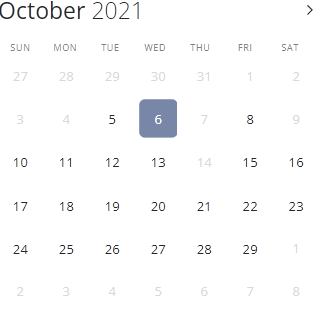 October 2021
SUN MON TUE WED THU FRI SAT
27 28 29 30 31 1 2
3 4 5 6 7 8 9
10 11 12 13 14 15 16
17 18 19 20 21 22 23
24 25 26 27 28 29 1
2 3 4 5 6 7 8